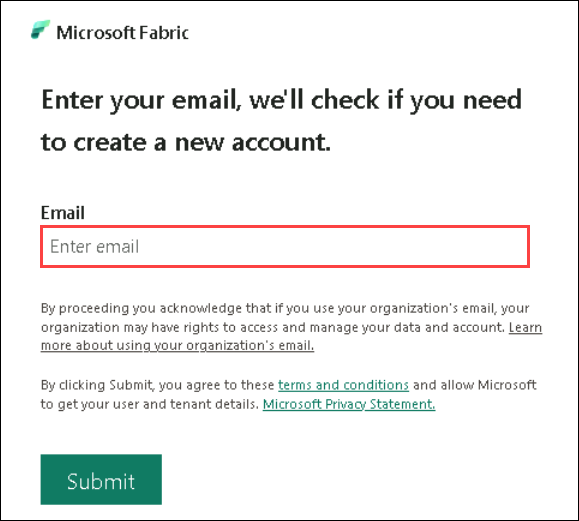 Microsoft Fabric
Enter your email, we'll check if you need
to create a new account.
Email
Enter email
By proceeding you acknowledge that if you use your organization's email, your
organization may have rights to access and manage your data and account. Learn
more about using your organization's email.
By clicking Submit, you agree to these terms and conditions and allow Microsoft
to get your user and tenant details. Microsoft Privacy Statement.
Submit